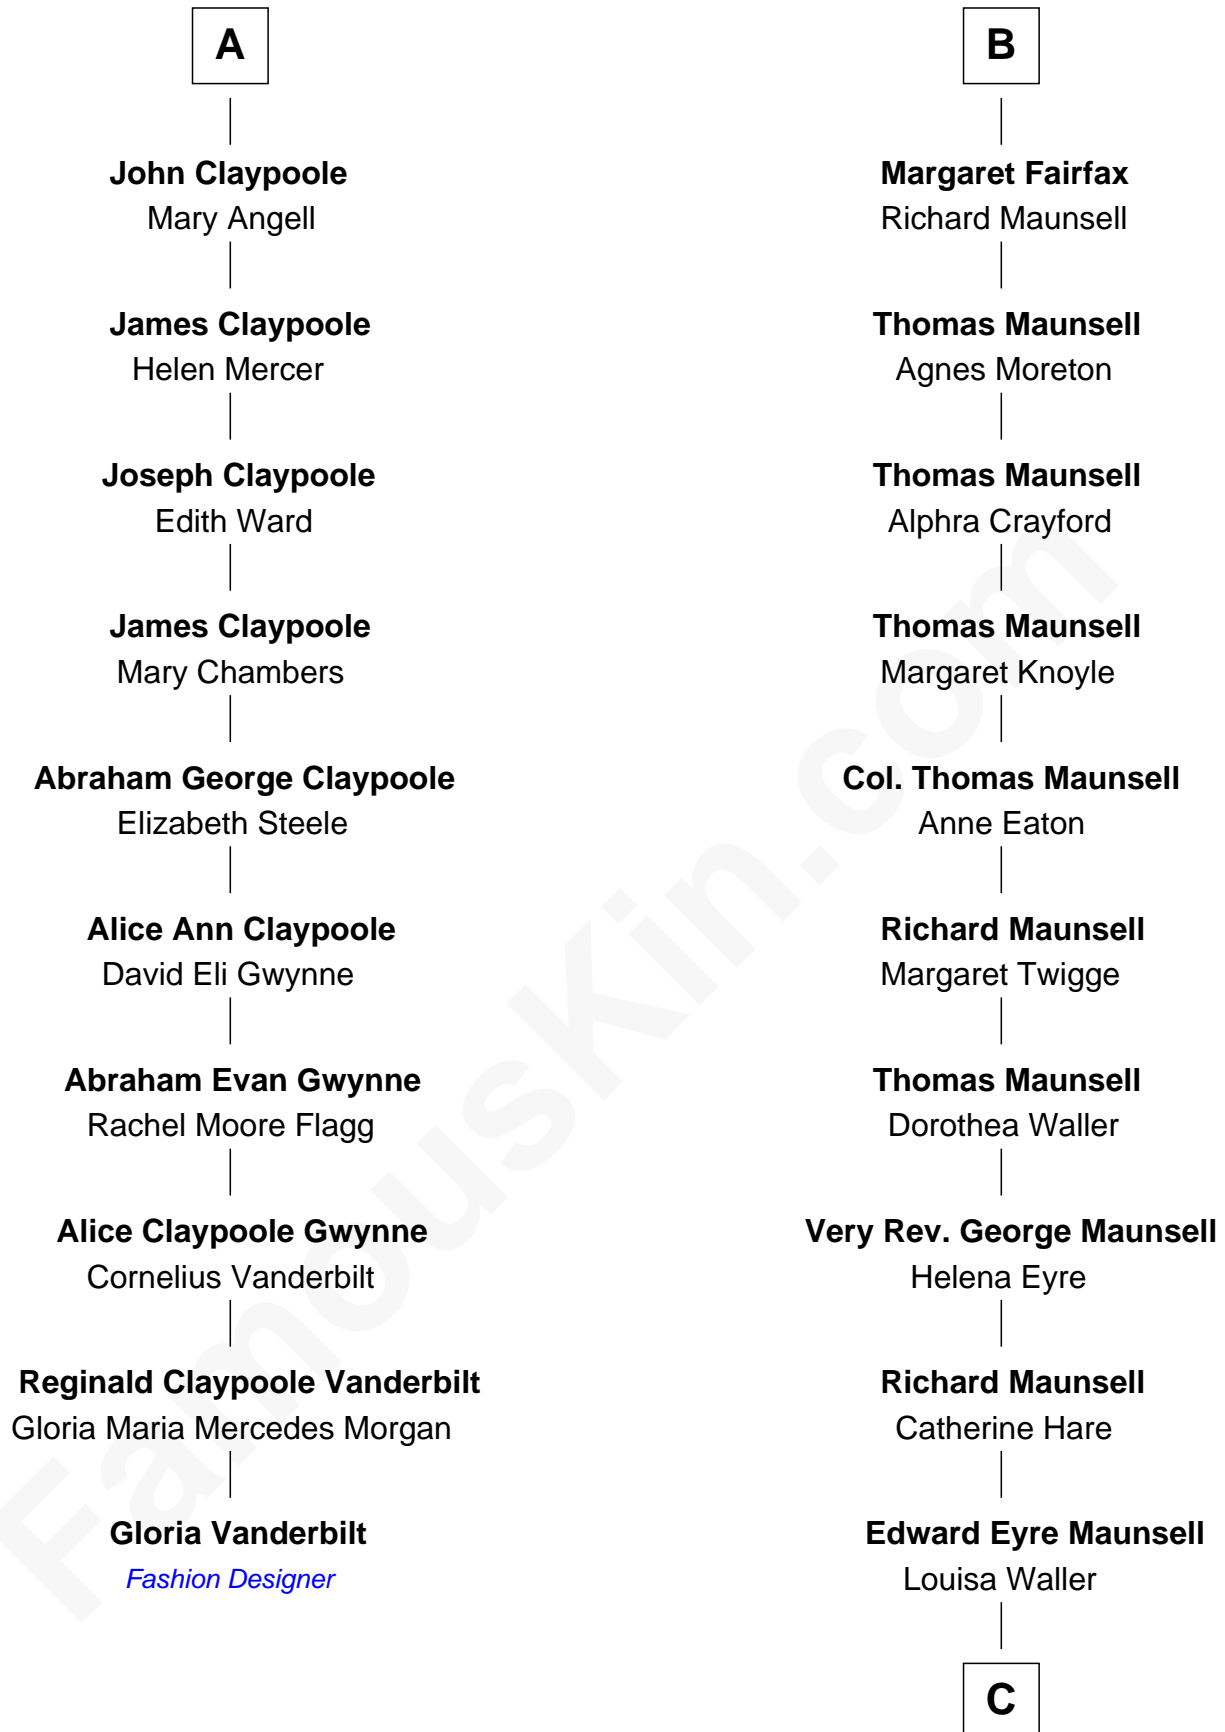 A
John Claypoole
Mary Angell
James Claypoole
Helen Mercer
Joseph Claypoole
Edith Ward
James Claypoole
Mary Chambers
Abraham George Claypoole
Elizabeth Steele
Alice Ann Claypoole
David Eli Gwynne
Abraham Evan Gwynne
Rachel Moore Flagg
Alice Claypoole Gwynne
Cornelius Vanderbilt
Reginald Claypoole Vanderbilt
Gloria Maria Mercedes Morgan
Gloria Vanderbilt
Fashion Designer
B
Margaret Fairfax
Richard Maunsell
Thomas Maunsell
Agnes Moreton
Thomas Maunsell
Alphra Crayford
Thomas Maunsell
Margaret Knoyle
Col. Thomas Maunsell
Anne Eaton
Richard Maunsell
Margaret Twigge
Thomas Maunsell
Dorothea Waller
Very Rev. George Maunsell
Helena Eyre
Richard Maunsell
Catherine Hare
Edward Eyre Maunsell
Louisa Waller
C
FamousKin.com